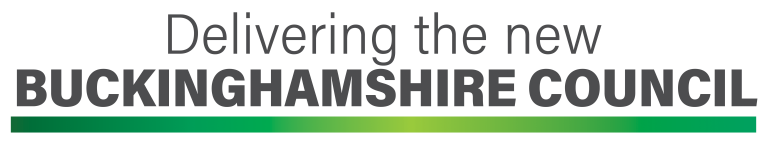 Delivering the new
BUCKINGHAMSHIRE COUNCIL